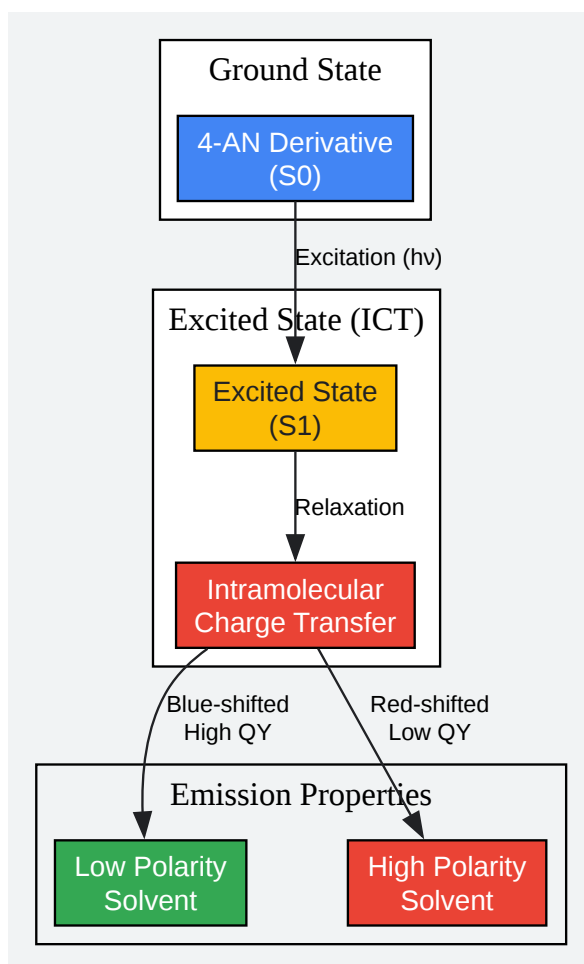 Ground State
4-AN Derivative
(S0)
Excitation (hν)
Excited State (ICT)
Excited State
(S1)
Relaxation
Intramolecular
Charge Transfer
Blue-shifted
High QY
Red-shifted
Low QY
Emission Properties
Low Polarity
Solvent
High Polarity
Solvent